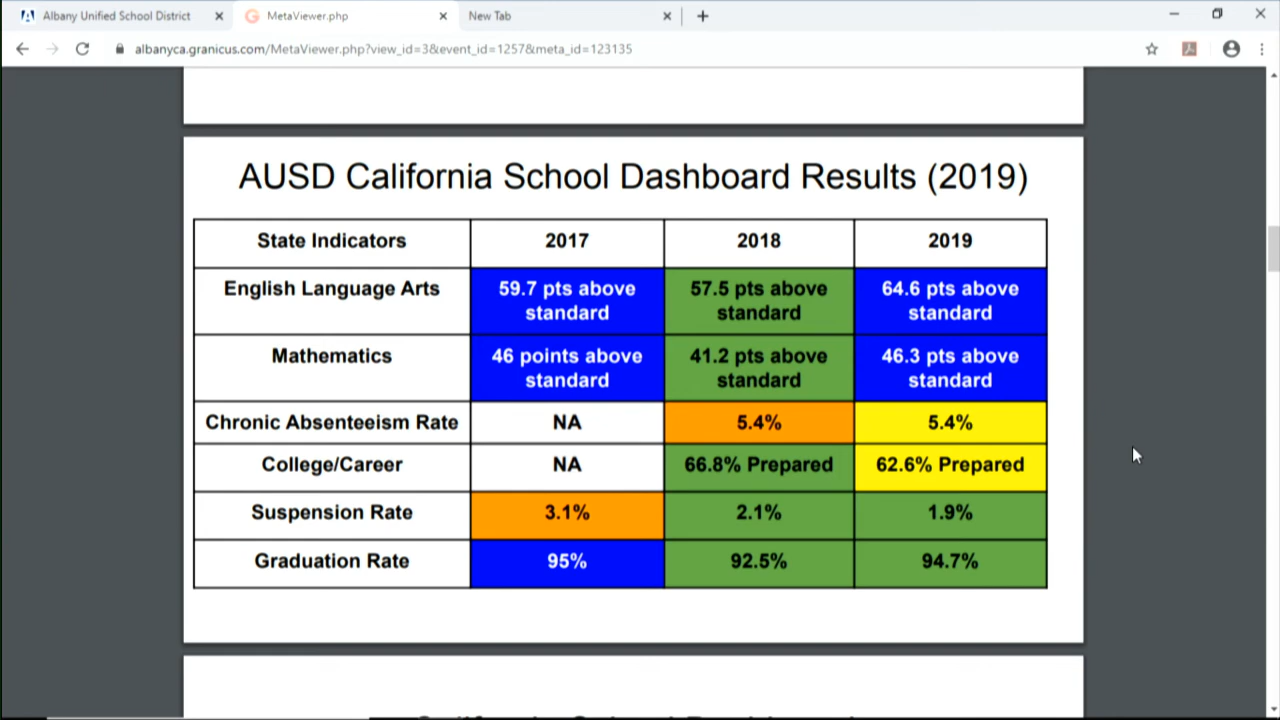 Albany Unified School District
MetaViewer.php
New Tab
albanyca.granicus.com/MetaViewer.php?view_id=3&event_id=1257&meta_id=123135
AUSD California School Dashboard Results (2019)
State Indicators 2017 2018 2019
English Language Arts 59.7 pts above standard 57.5 pts above standard 64.6 pts above standard
Mathematics 46 points above standard 41.2 pts above standard 46.3 pts above standard
Chronic Absenteeism Rate NA 5.4% 5.4%
College/Career NA 66.8% Prepared 62.6% Prepared
Suspension Rate 3.1% 2.1% 1.9%
Graduation Rate 95% 92.5% 94.7%